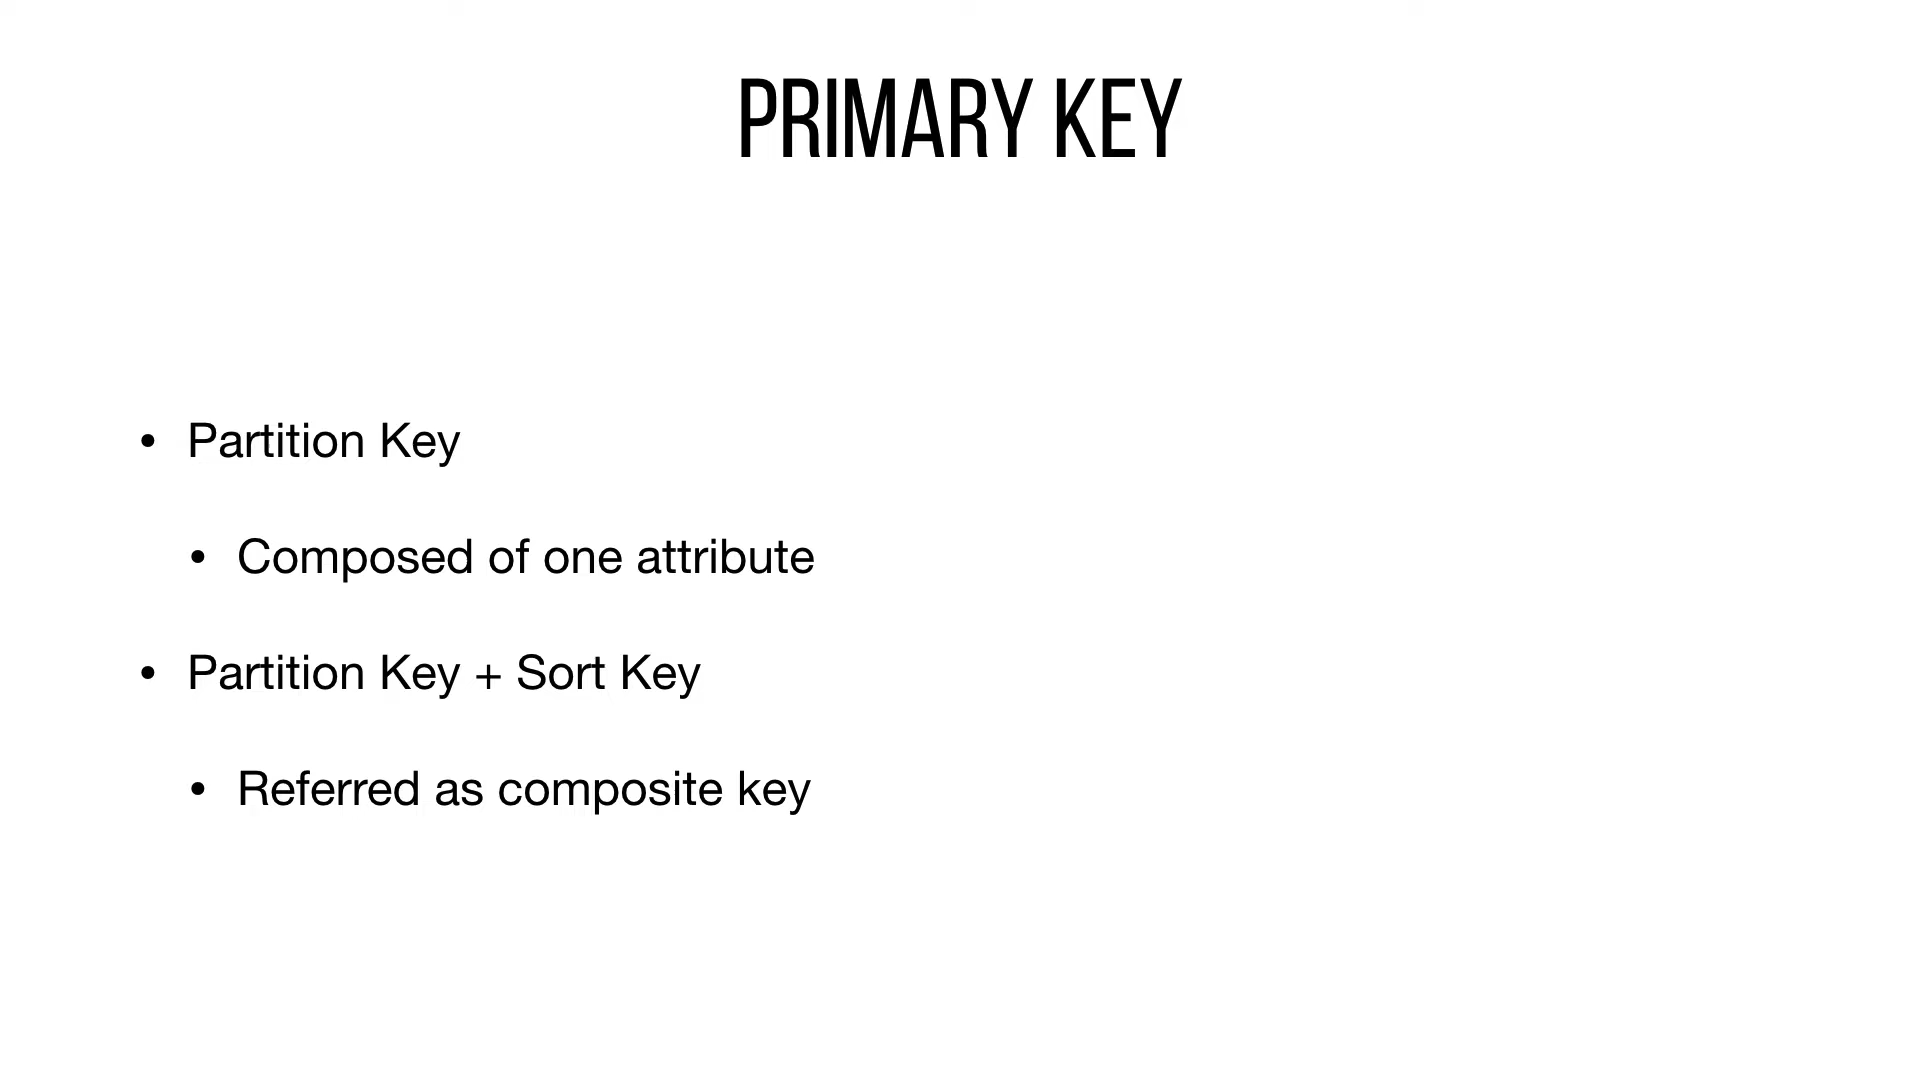 PRIMARY KEY
• Partition Key
• Composed of one attribute
• Partition Key + Sort Key
• Referred as composite key